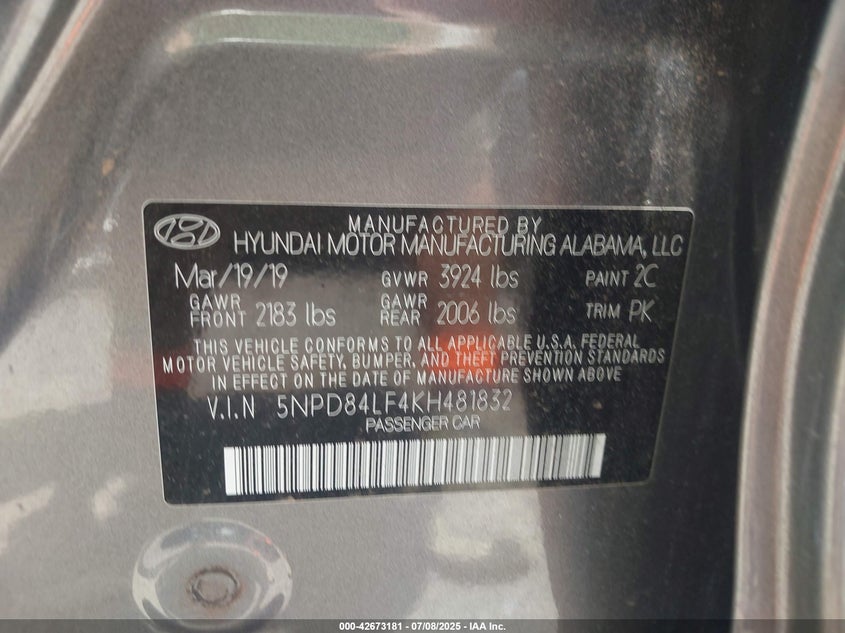 MANUFACTURED BY
HYUNDAI MOTOR MANUFACTURING ALABAMA, LLC
Mar/19/19 GVWR 3924 lbs PAINT 2C
GAWR FRONT 2183 lbs GAWR REAR 2006 lbs TRIM PK
THIS VEHICLE CONFORMS TO ALL APPLICABLE U.S.A. FEDERAL
MOTOR VEHICLE SAFETY, BUMPER, AND THEFT PREVENTION STANDARDS
IN EFFECT ON THE DATE OF MANUFACTURE SHOWN ABOVE
V.I.N 5NPD84LF4KH481832
PASSENGER CAR
000-42673181 - 07/08/2025 - IAA Inc.